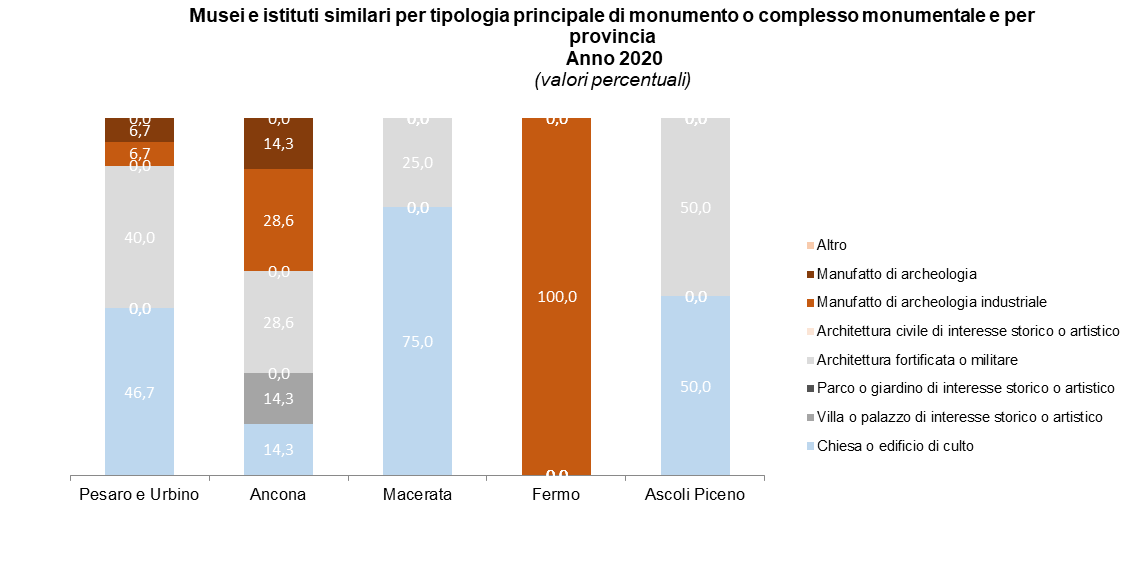 Musei e istituti similari per tipologia principale di monumento o complesso monumentale e per
provincia
Anno 2020
(valori percentuali)
0,0
6,7
6,7
0,0
40,0
0,0
46,7
0,0
14,3
28,6
0,0
28,6
0,0
14,3
14,3
0,0
25,0
0,0
75,0
0,0
100,0
0,0
0,0
50,0
0,0
50,0
Altro
Manufatto di archeologia
Manufatto di archeologia industriale
Architettura civile di interesse storico o artistico
Architettura fortificata o militare
Parco o giardino di interesse storico o artistico
Villa o palazzo di interesse storico o artistico
Chiesa o edificio di culto
Pesaro e Urbino Ancona Macerata Fermo Ascoli Piceno